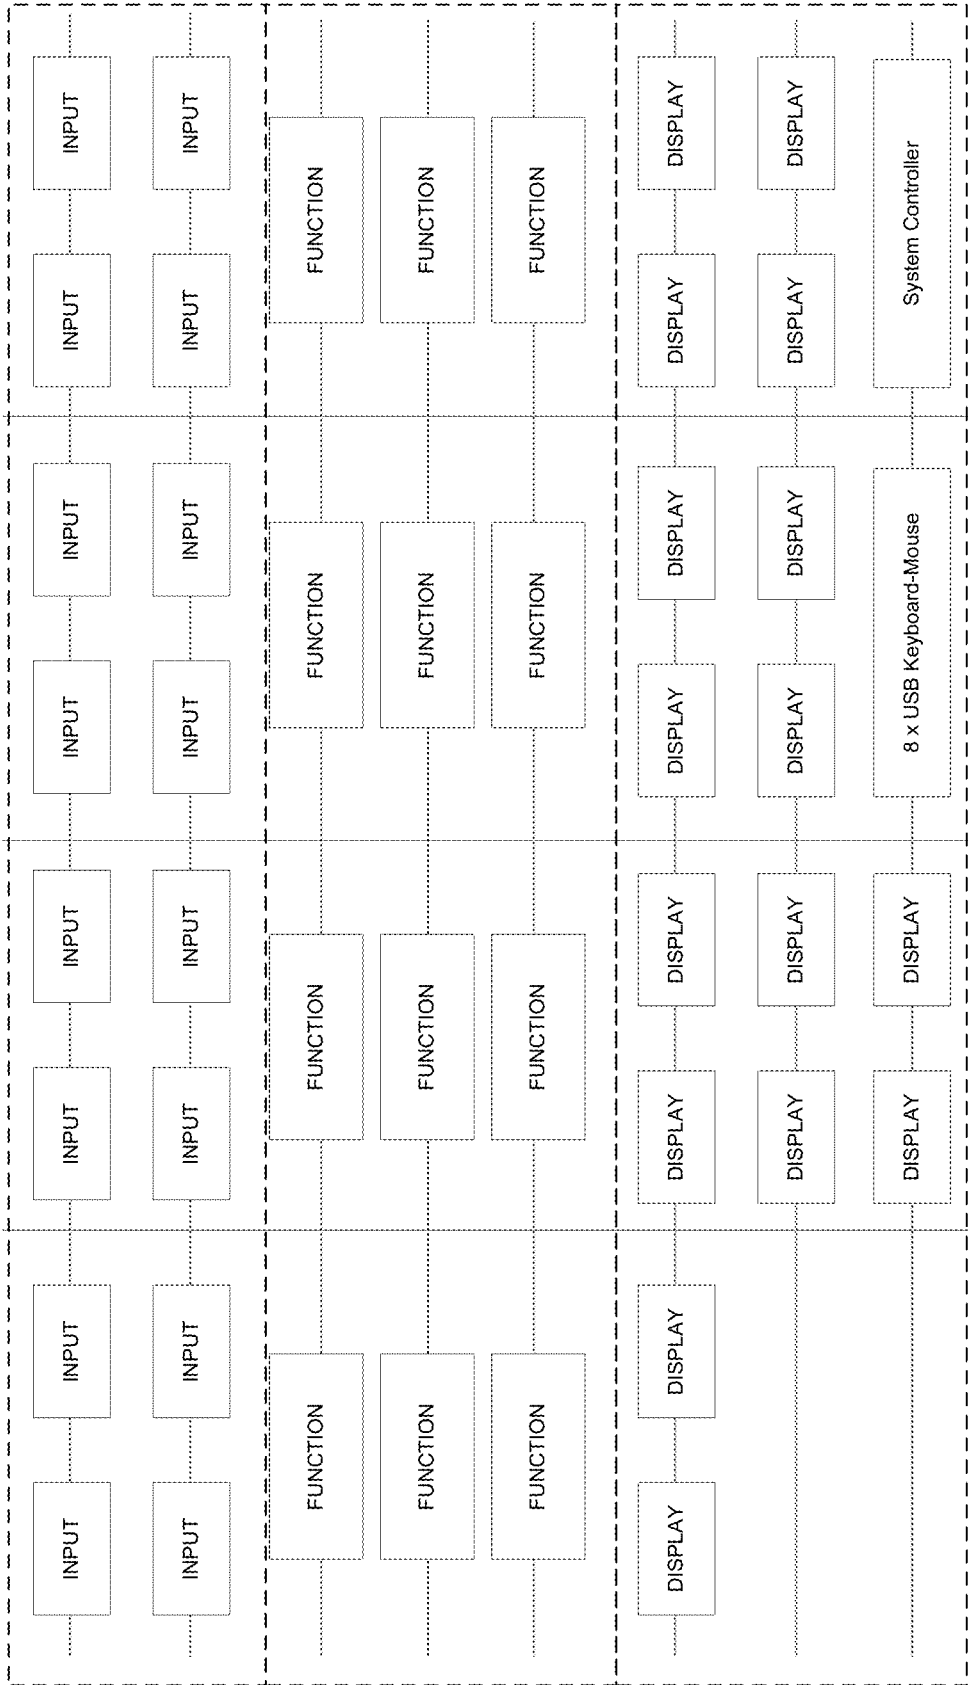 INPUT INPUT INPUT INPUT INPUT INPUT INPUT INPUT
INPUT INPUT INPUT INPUT INPUT INPUT INPUT INPUT
FUNCTION FUNCTION FUNCTION FUNCTION
FUNCTION FUNCTION FUNCTION FUNCTION
FUNCTION FUNCTION FUNCTION FUNCTION
DISPLAY DISPLAY DISPLAY DISPLAY DISPLAY DISPLAY DISPLAY DISPLAY
DISPLAY DISPLAY DISPLAY DISPLAY DISPLAY DISPLAY
DISPLAY DISPLAY 8 x USB Keyboard-Mouse System Controller